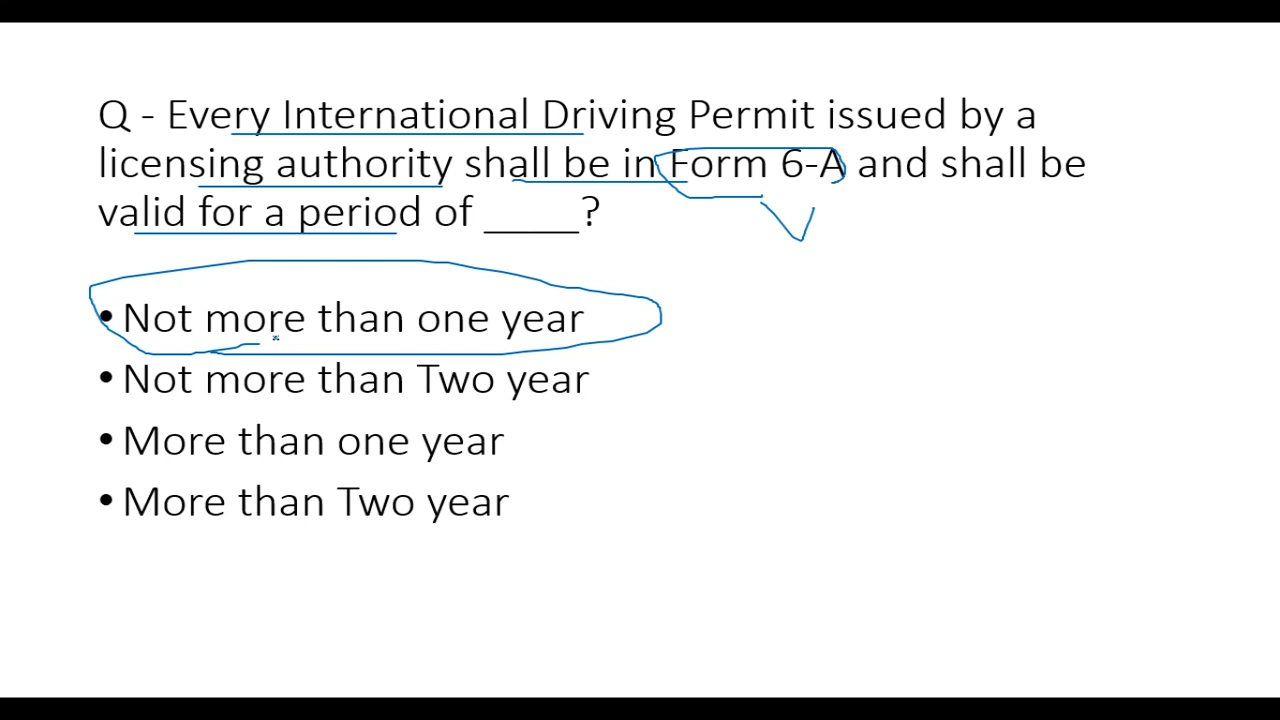 Q - Every International Driving Permit issued by a
licensing authority shall be in Form 6-A and shall be
valid for a period of _____?
• Not more than one year
• Not more than Two year
• More than one year
• More than Two year